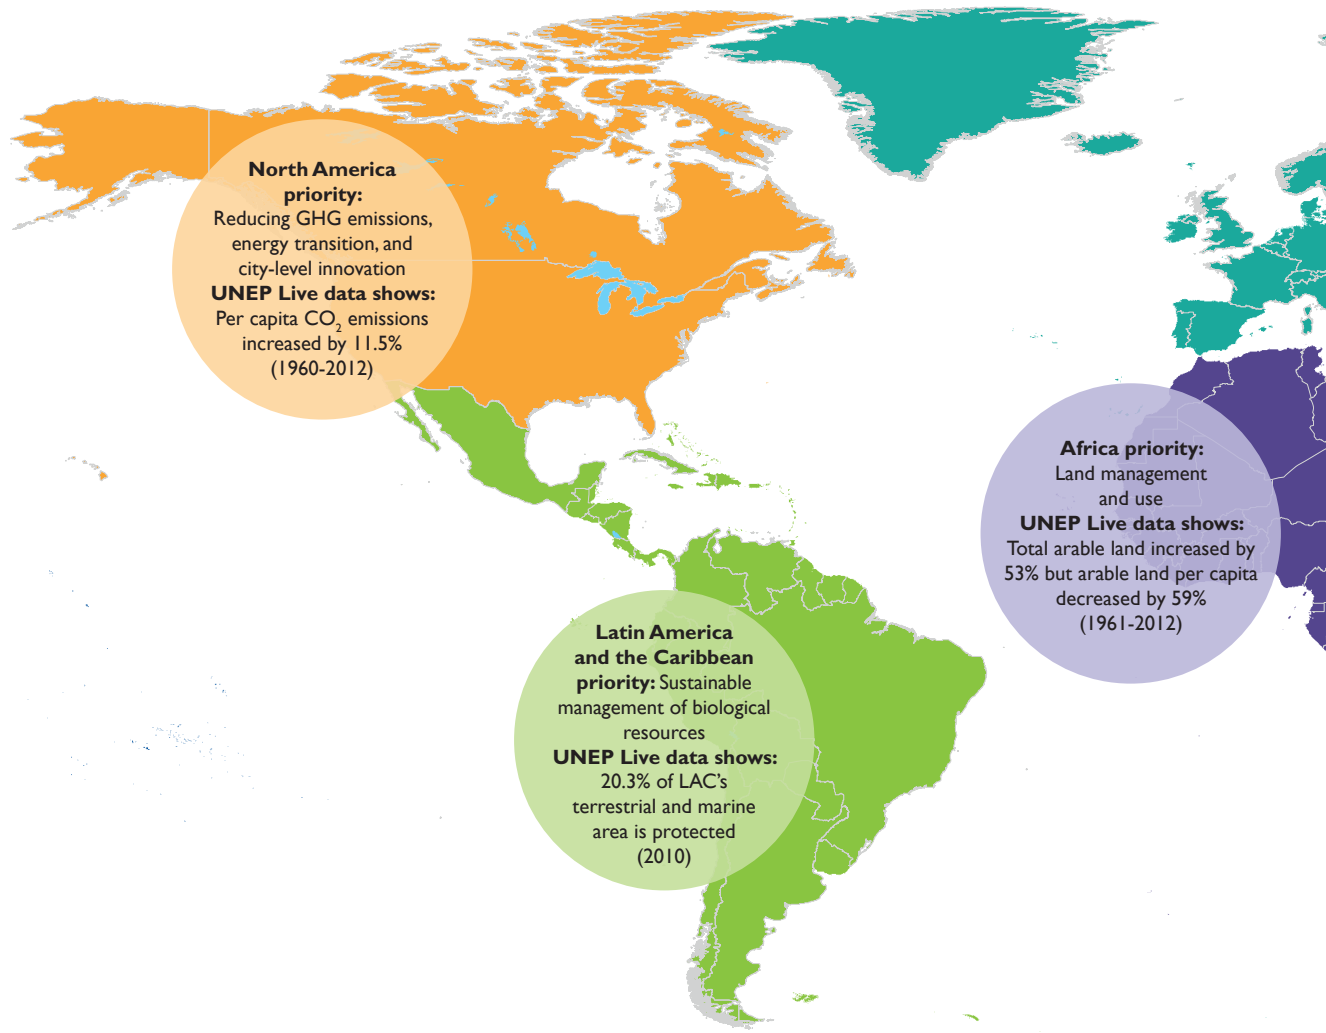 North America
priority:
Reducing GHG emissions,
energy transition, and
city-level innovation
UNEP Live data shows:
Per capita CO₂ emissions
increased by 11.5%
(1960-2012)
Africa priority:
Land management
and use
UNEP Live data shows:
Total arable land increased by
53% but arable land per capita
decreased by 59%
(1961-2012)
Latin America
and the Caribbean
priority: Sustainable
management of biological
resources
UNEP Live data shows:
20.3% of LAC’s
terrestrial and marine
area is protected
(2010)